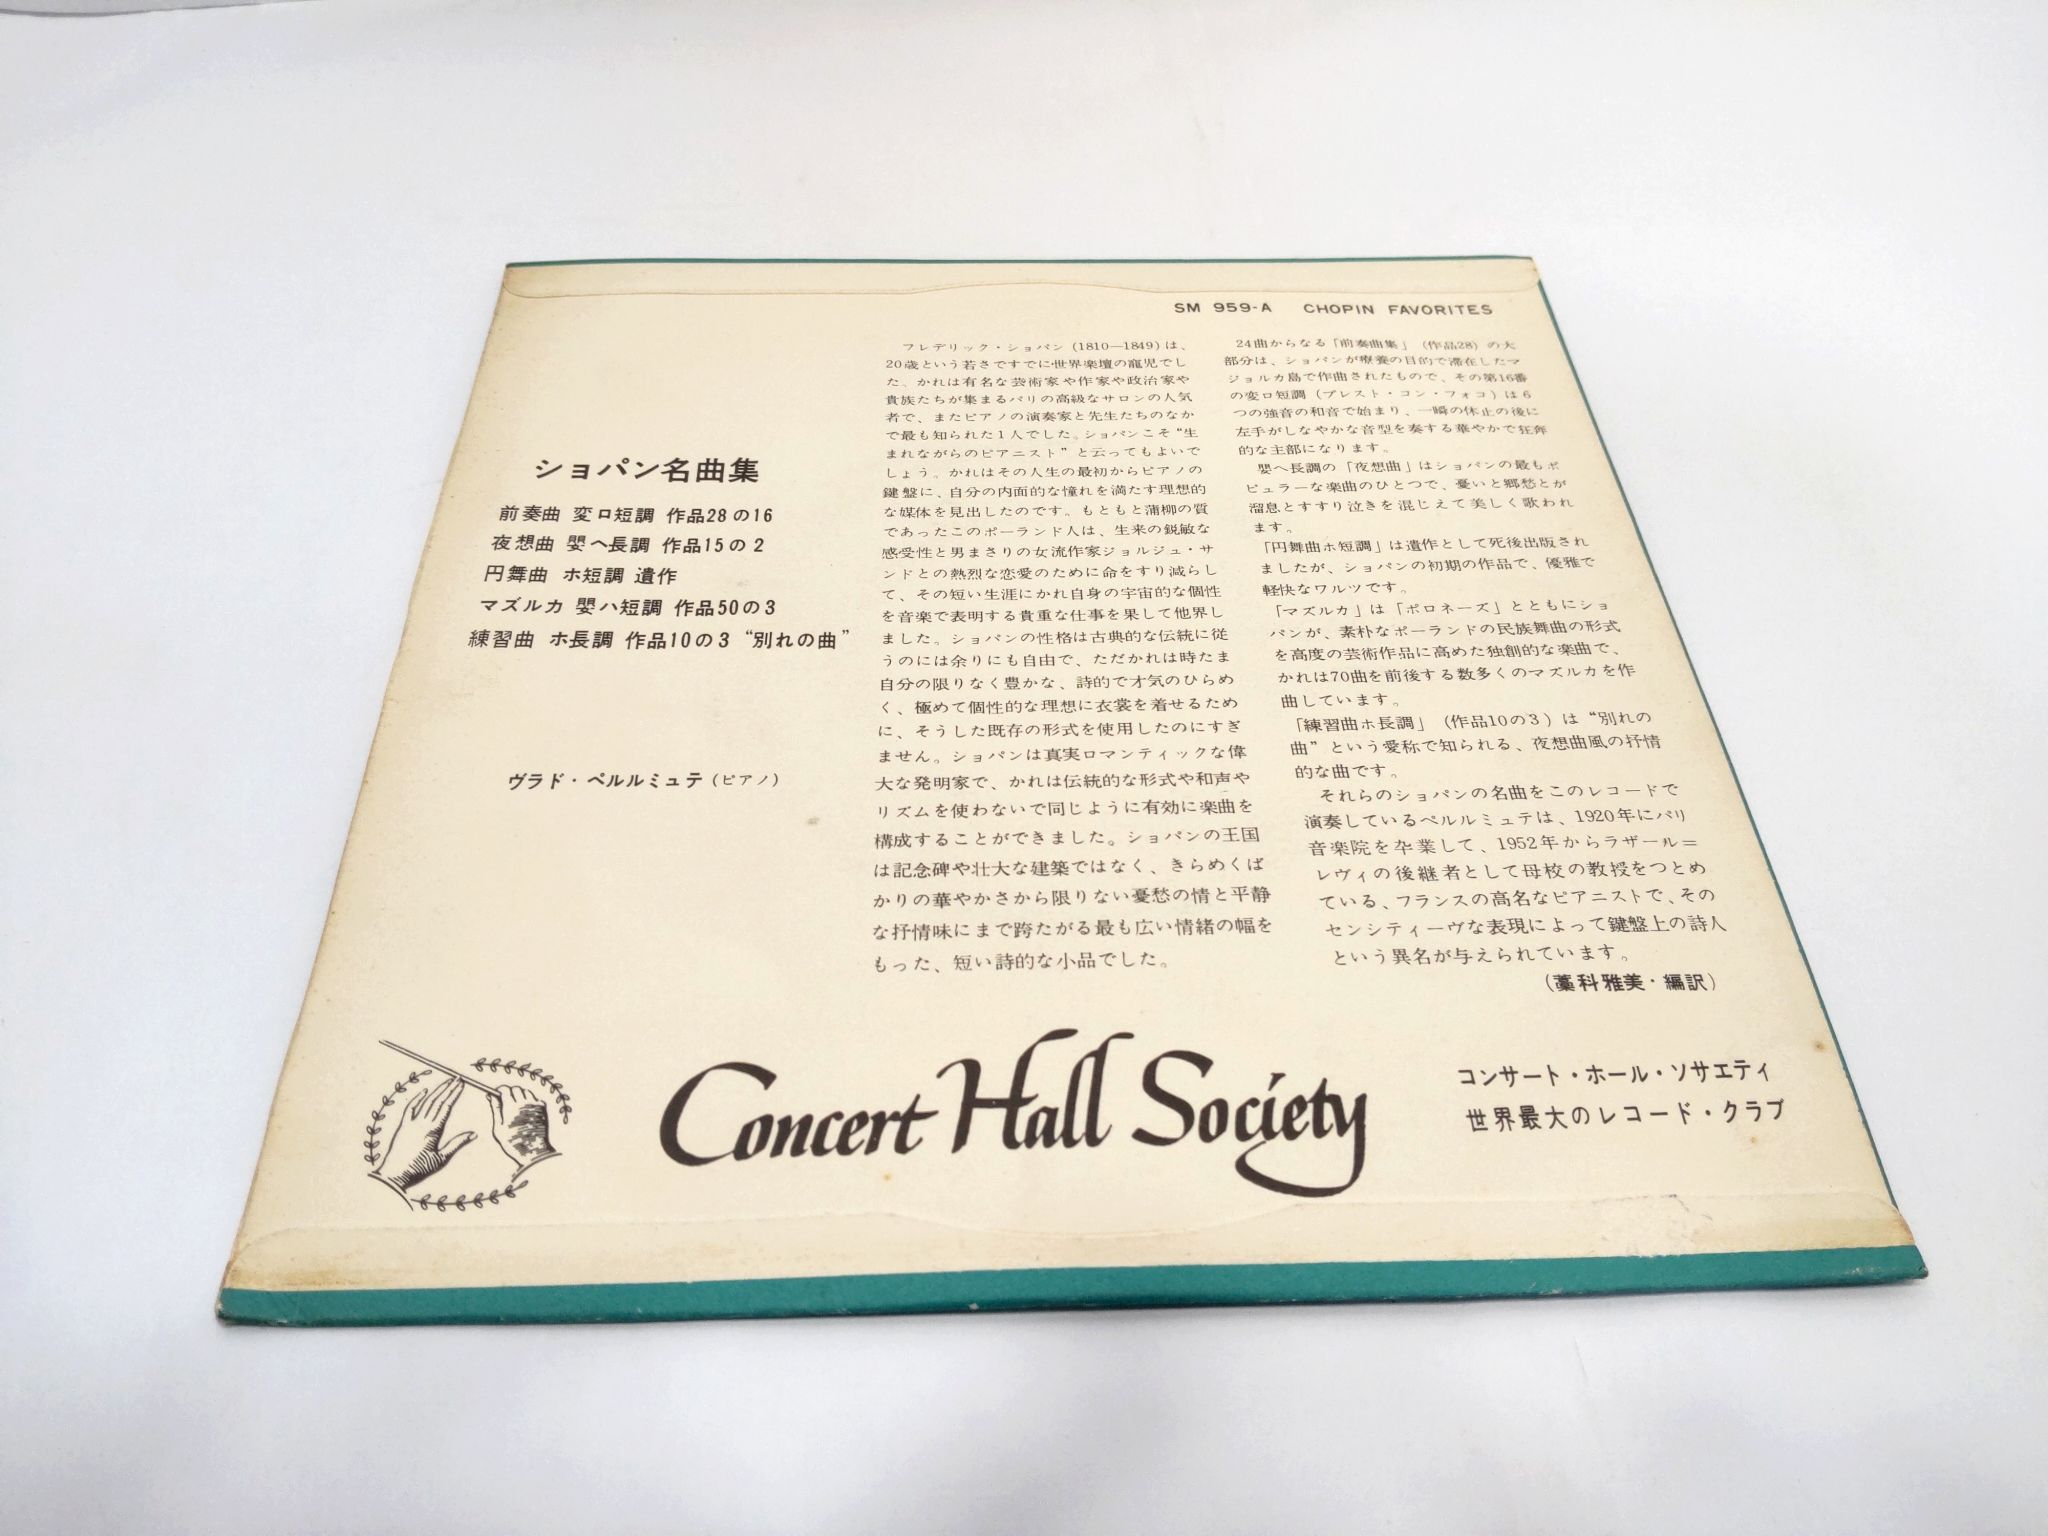 SM 959-A CHOPIN FAVORITES
ショパン名曲集
前奏曲 変ロ短調 作品28の16
夜想曲 嬰ヘ長調 作品15の2
円舞曲 ホ短調 遺作
マズルカ 嬰ハ短調 作品50の3
練習曲 ホ長調 作品10の3 “別れの曲”
ヴラド・ペルルミュテ(ピアノ)
フレデリック・ショパン(1810―1849)は、
20歳という若さですでに世界楽壇の寵児でし
た。かれは有名な芸術家や作家や政治家や
貴族たちが集まるパリの高級なサロンの人気
者で、またピアノの演奏家と先生たちのなか
で最も知られた1人でした。ショパンこそ“生
まれながらのピアニスト”と云ってもよいで
しょう。かれはその人生の最初からピアノの
鍵盤に、自分の内面的な憧れを満たす理想的
な媒体を見出したのです。もともと蒲柳の質
であったこのポーランド人は、生来の鋭敏な
感受性と男まさりの女流作家ジョルジュ・サ
ンドとの熱烈な恋愛のために命をすり減らし
て、その短い生涯にかれ自身の宇宙的な個性
を音楽で表明する貴重な仕事を果して他界し
ました。ショパンの性格は古典的な伝統に従
うのには余りにも自由で、ただかれは時たま
自分の限りなく豊かな、詩的で才気のひらめ
く、極めて個性的な理想に衣裳を着せるため
に、そうした既存の形式を使用したのにすぎ
ません。ショパンは真実ロマンティックな偉
大な発明家で、かれは伝統的な形式や和声や
リズムを使わないで同じように有効に楽曲を
構成することができました。ショパンの王国
は記念碑や壮大な建築ではなく、きらめくば
かりの華やかさから限りない憂愁の情と平静
な抒情味にまで跨たがる最も広い情緒の幅を
もった、短い詩的な小品でした。
24曲からなる「前奏曲集」(作品28)の大
部分は、ショパンが療養の目的で滞在したマ
ジョルカ島で作曲されたもので、その第16番
の変ロ短調(プレスト・コン・フォコ)は6
つの強音の和音で始まり、一瞬の休止の後に
左手がしなやかな音型を奏する華やかで狂奔
的な主部になります。
嬰ヘ長調の「夜想曲」はショパンの最もポ
ピュラーな楽曲のひとつで、憂いと郷愁とが
溜息とすすり泣きを混じえて美しく歌われ
ます。
「円舞曲ホ短調」は遺作として死後出版され
ましたが、ショパンの初期の作品で、優雅で
軽快なワルツです。
「マズルカ」は「ポロネーズ」とともにショ
パンが、素朴なポーランドの民族舞曲の形式
を高度の芸術作品に高めた独創的な楽曲で、
かれは70曲を前後する数多くのマズルカを作
曲しています。
「練習曲ホ長調」(作品10の3)は“別れの
曲”という愛称で知られる、夜想曲風の抒情
的な曲です。
それらのショパンの名曲をこのレコードで
演奏しているペルルミュテは、1920年にパリ
音楽院を卒業して、1952年からラザール=
レヴィの後継者として母校の教授をつとめ
ている、フランスの高名なピアニストで、その
センシティーヴな表現によって鍵盤上の詩人
という異名が与えられています。
(藁科雅美・編訳)
Concert Hall Society
コンサート・ホール・ソサエティ
世界最大のレコード・クラブ